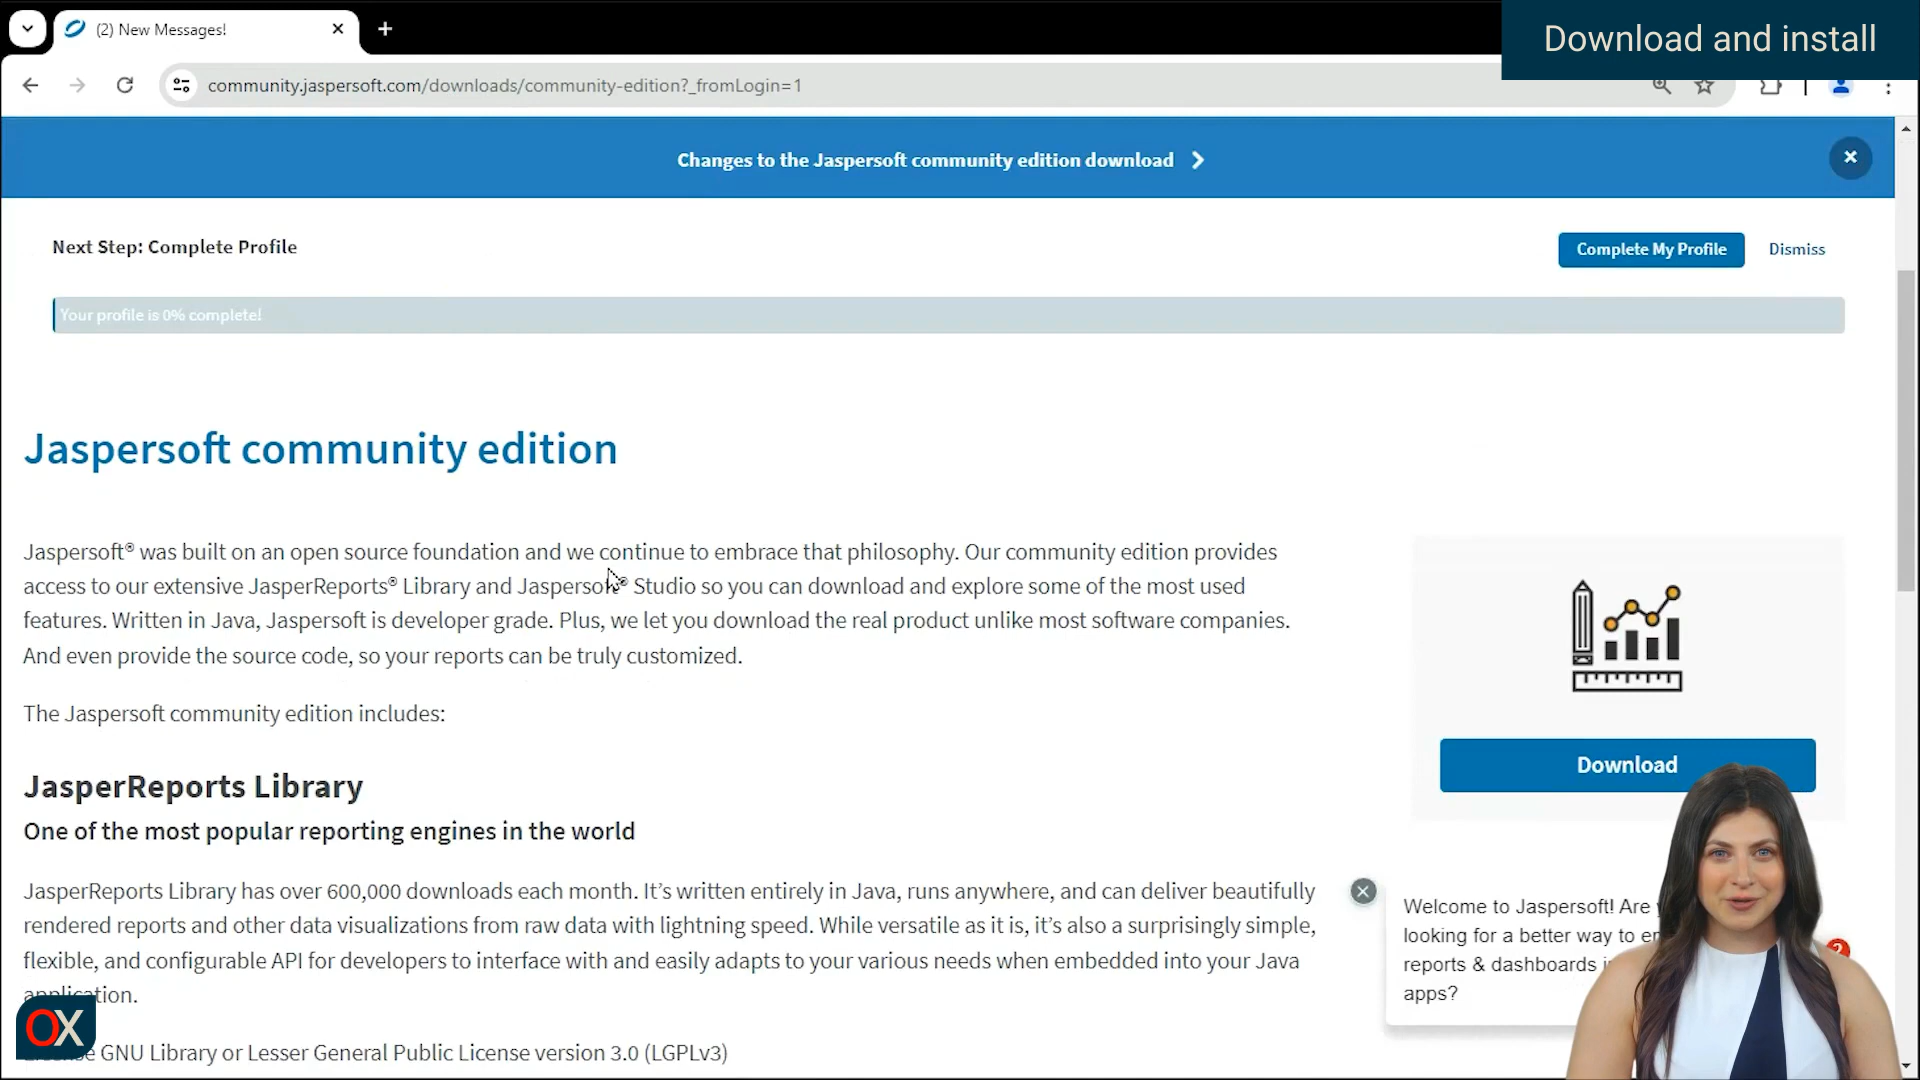 (2) New Messages!
Download and install
community.jaspersoft.com/downloads/community-edition?_fromLogin=1
Changes to the Jaspersoft community edition download
Next Step: Complete Profile
Complete My Profile
Dismiss
Your profile is 0% complete!
Jaspersoft community edition
Jaspersoft® was built on an open source foundation and we continue to embrace that philosophy. Our community edition provides
access to our extensive JasperReports® Library and Jaspersoft® Studio so you can download and explore some of the most used
features. Written in Java, Jaspersoft is developer grade. Plus, we let you download the real product unlike most software companies.
And even provide the source code, so your reports can be truly customized.
The Jaspersoft community edition includes:
Download
JasperReports Library
One of the most popular reporting engines in the world
JasperReports Library has over 600,000 downloads each month. It's written entirely in Java, runs anywhere, and can deliver beautifully
rendered reports and other data visualizations from raw data with lightning speed. While versatile as it is, it's also a surprisingly simple,
flexible, and configurable API for developers to interface with and easily adapts to your various needs when embedded into your Java
application.
GNU Library or Lesser General Public License version 3.0 (LGPLv3)
Welcome to Jaspersoft! Are
looking for a better way to
reports & dashboards
apps?
2
OX